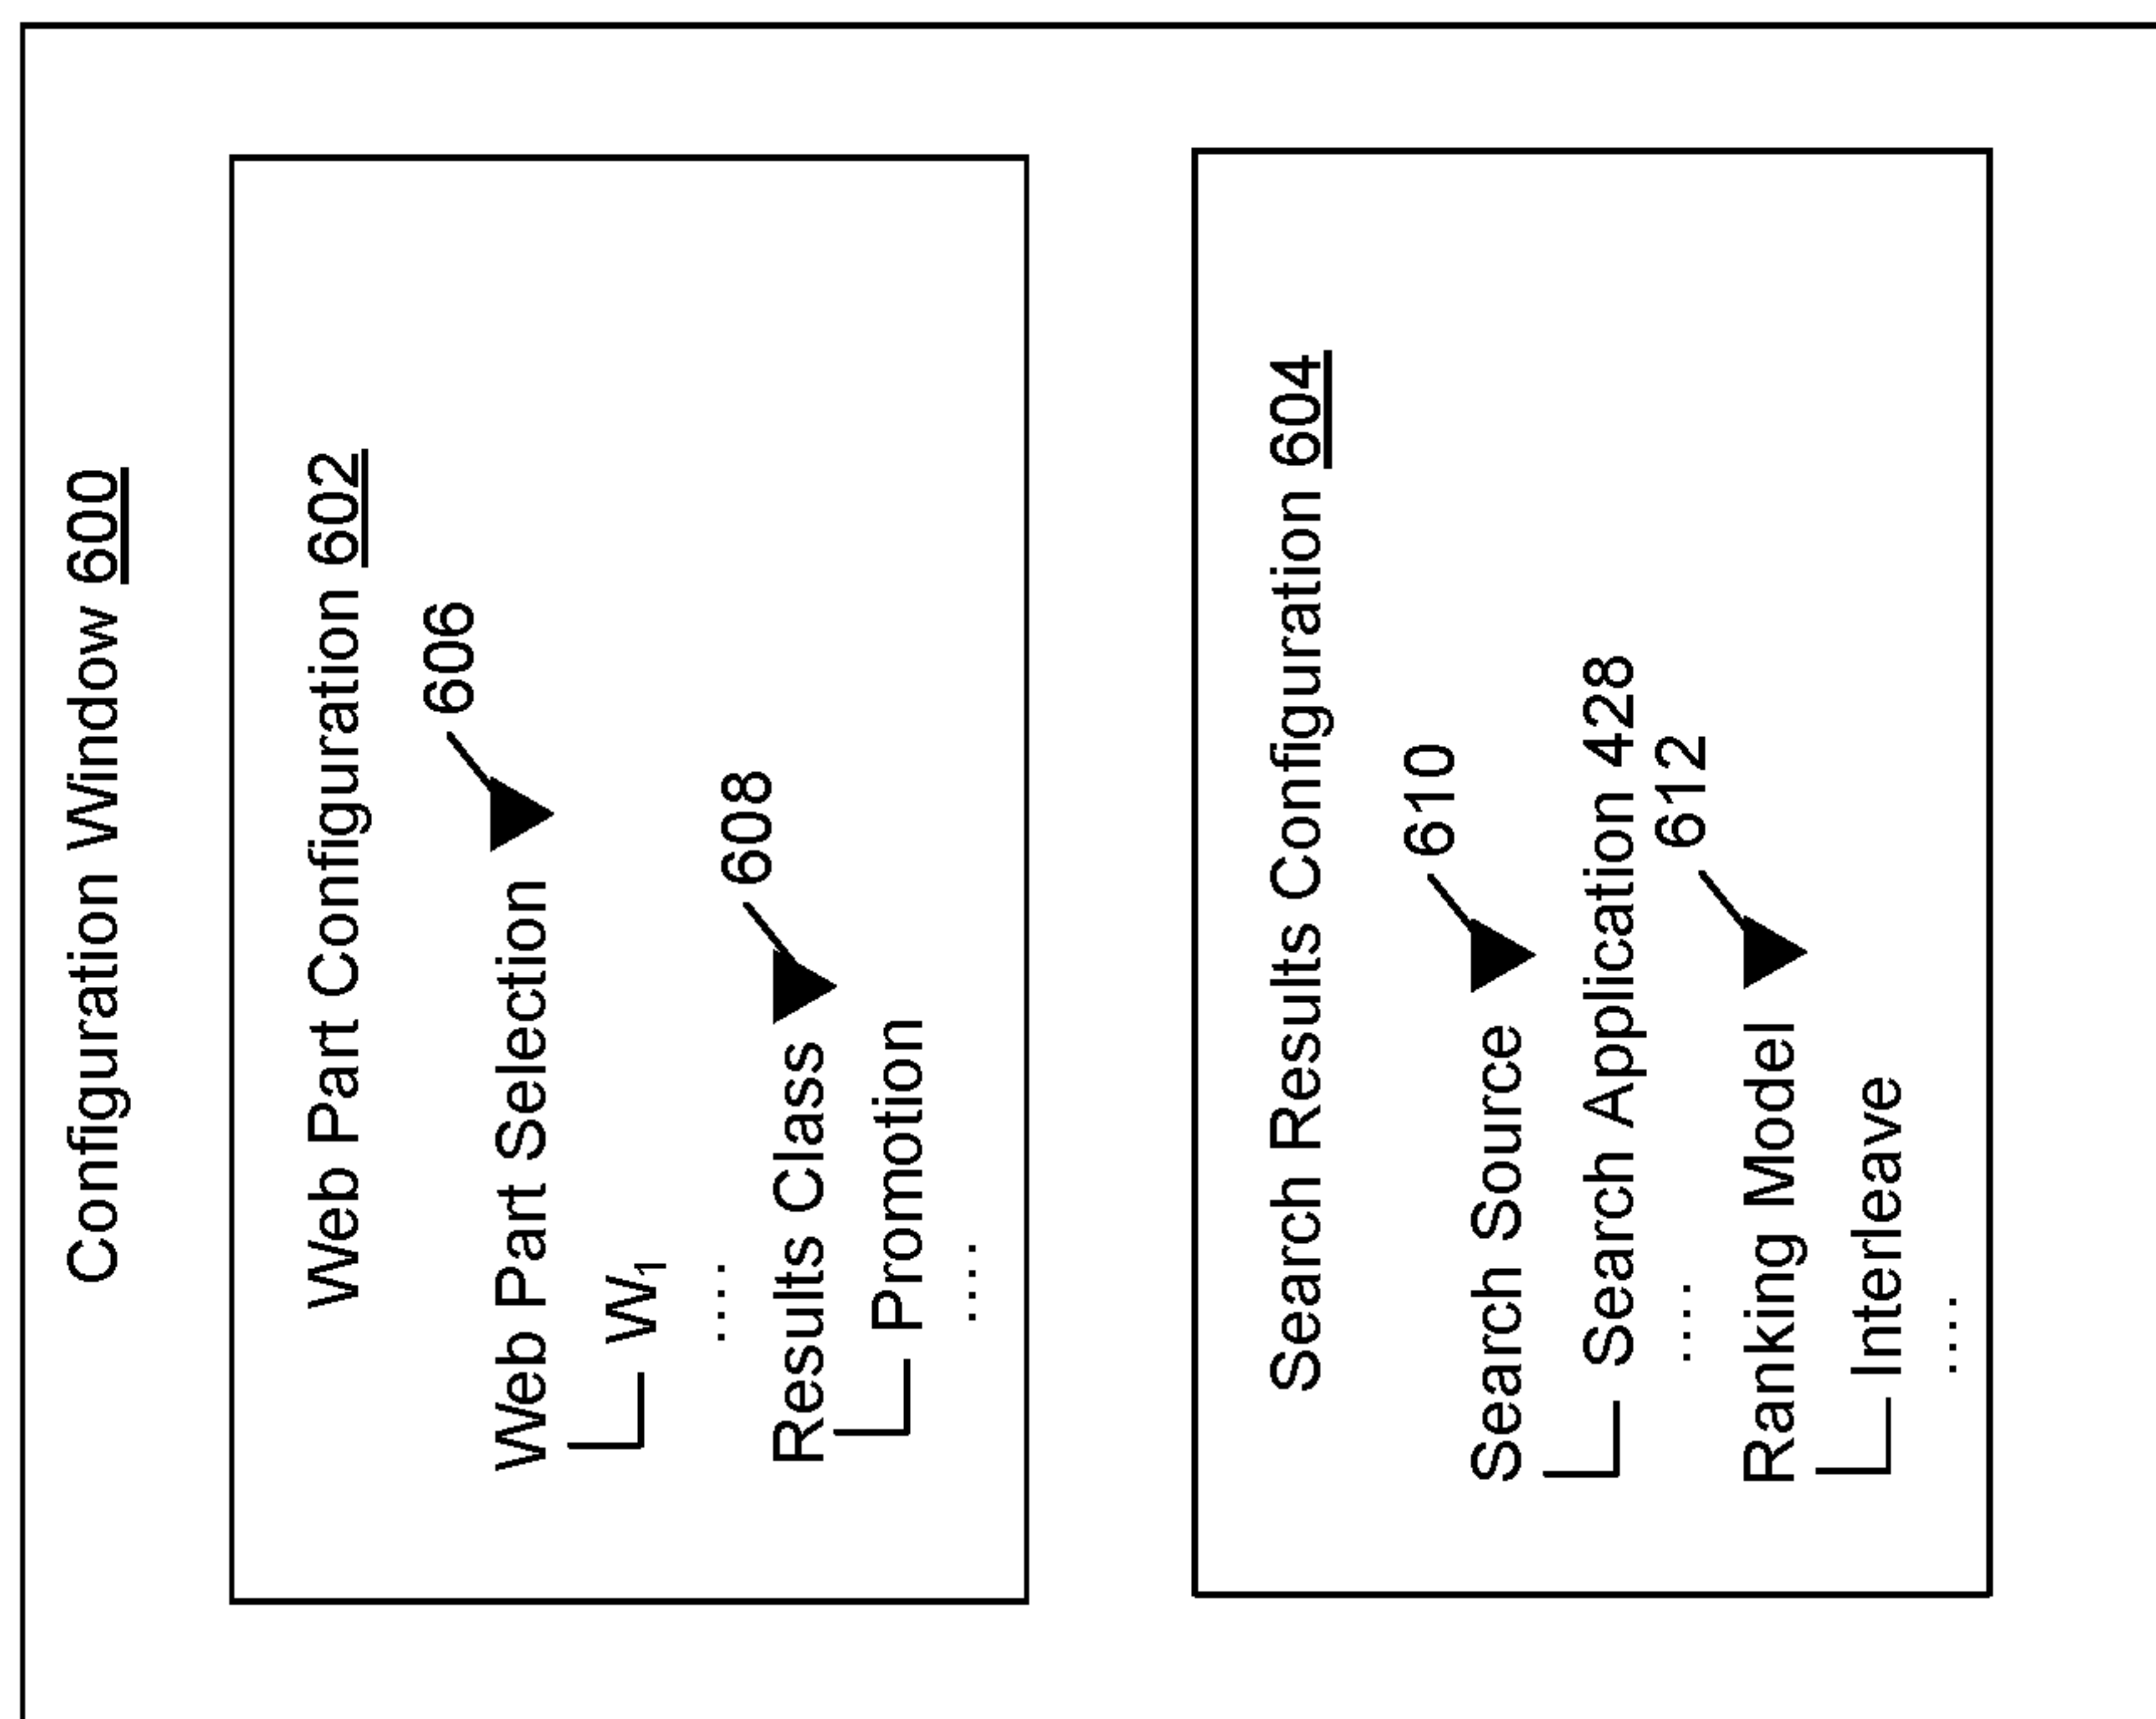 Configuration Window 600
Web Part Configuration 602
606
Web Part Selection
W1
....
608
Results Class
Promotion
....
Search Results Configuration 604
610
Search Source
Search Application 428
....
612
Ranking Model
Interleave
....